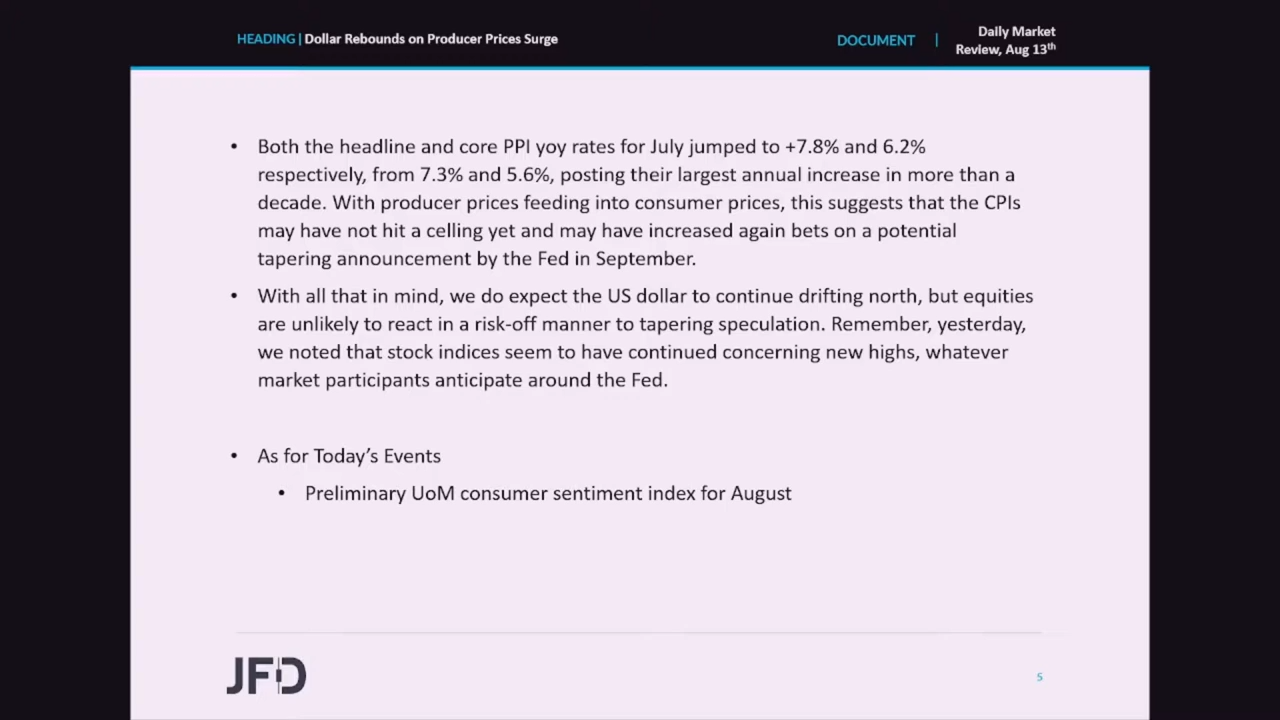 HEADING | Dollar Rebounds on Producer Prices Surge
DOCUMENT | Daily Market
Review, Aug 13th
• Both the headline and core PPI yoy rates for July jumped to +7.8% and 6.2%
respectively, from 7.3% and 5.6%, posting their largest annual increase in more than a
decade. With producer prices feeding into consumer prices, this suggests that the CPIs
may have not hit a celling yet and may have increased again bets on a potential
tapering announcement by the Fed in September.
• With all that in mind, we do expect the US dollar to continue drifting north, but equities
are unlikely to react in a risk-off manner to tapering speculation. Remember, yesterday,
we noted that stock indices seem to have continued concerning new highs, whatever
market participants anticipate around the Fed.
• As for Today's Events
• Preliminary UoM consumer sentiment index for August
JFD
5